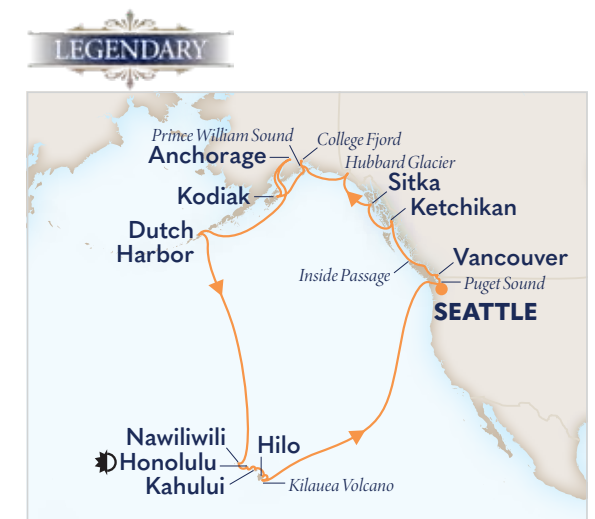 LEGENDARY
Prince William Sound
College Fjord
Anchorage
Hubbard Glacier
Kodiak
Sitka
Ketchikan
Dutch
Harbor
Vancouver
Inside Passage
Puget Sound
SEATTLE
Nawiliwili
Hilo
Honolulu
Kahului
Kilauea Volcano